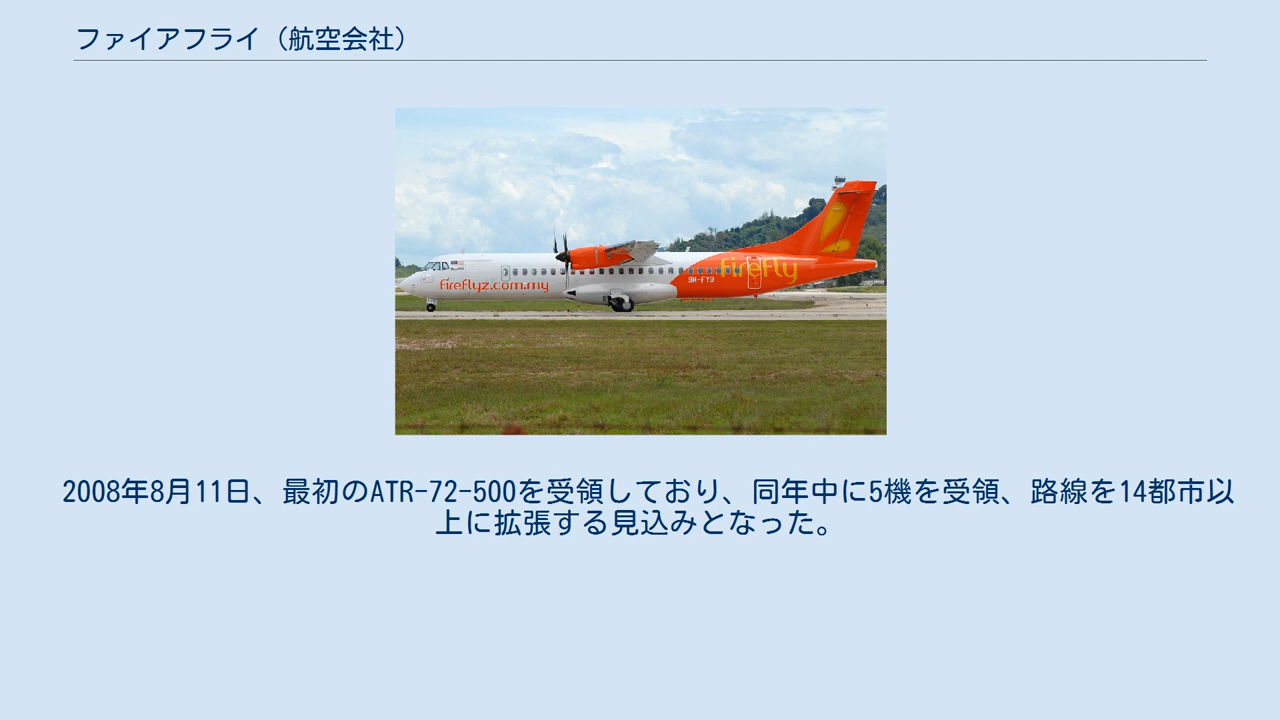 ファイアフライ（航空会社）
fireflyz.com.my
firefly
9M-FYD
2008年8月11日、最初のATR-72-500を受領しており、同年中に5機を受領、路線を14都市以
上に拡張する見込みとなった。